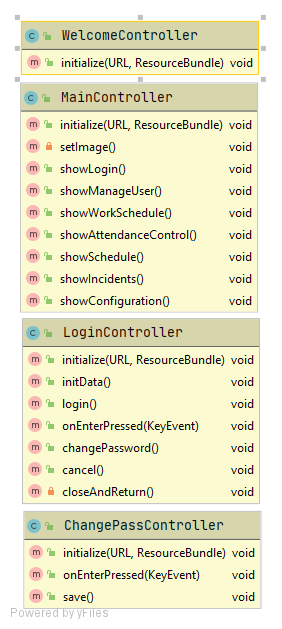 C WelcomeController
m initialize(URL, ResourceBundle) void
C MainController
m initialize(URL, ResourceBundle) void
m setImage() void
m showLogin() void
m showManageUser() void
m showWorkSchedule() void
m showAttendanceControl() void
m showSchedule() void
m showIncidents() void
m showConfiguration() void
C LoginController
m initialize(URL, ResourceBundle) void
m initData() void
m login() void
m onEnterPressed(KeyEvent) void
m changePassword() void
m cancel() void
m closeAndReturn() void
C ChangePassController
m initialize(URL, ResourceBundle) void
m onEnterPressed(KeyEvent) void
m save() void
Powered by yFiles